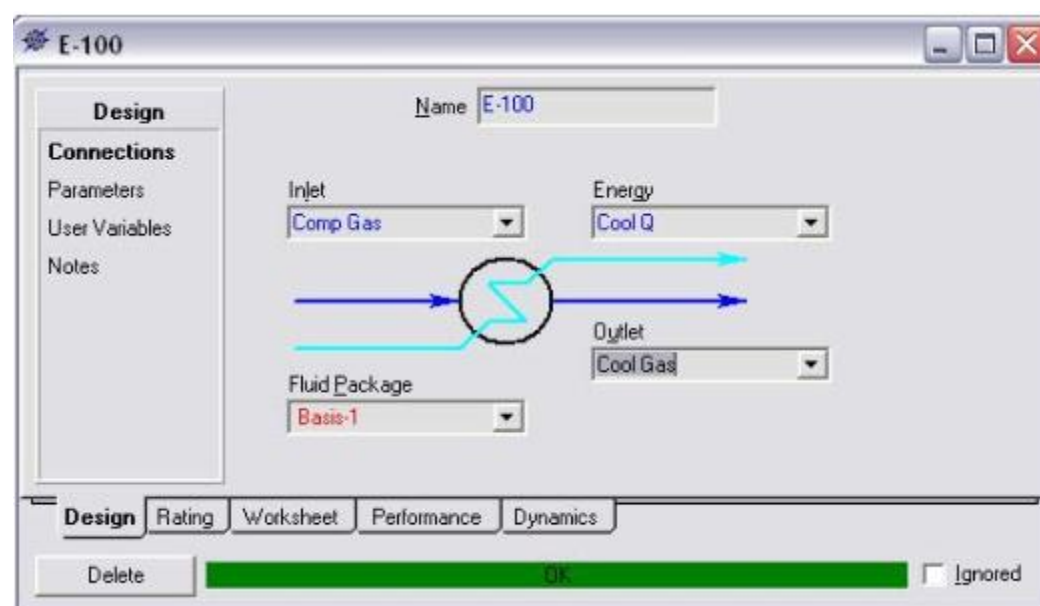 E-100
Design
Connections
Parameters
User Variables
Notes
Name E-100
Inlet
Comp Gas
Energy
Cool Q
Outlet
Cool Gas
Fluid Package
Basis-1
Design Rating Worksheet Performance Dynamics
Delete
OK
Ignored